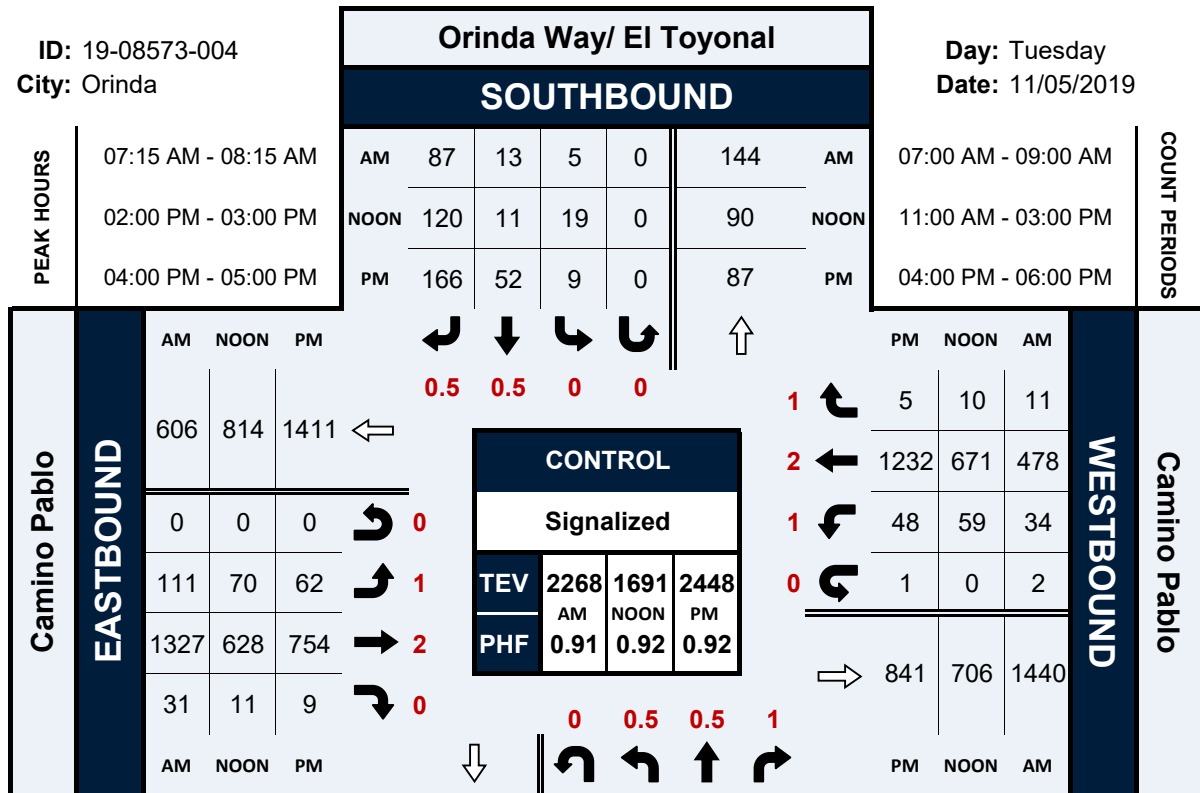 ID: 19-08573-004
City: Orinda
Orinda Way/ El Toyonal
SOUTHBOUND
Day: Tuesday
Date: 11/05/2019
PEAK HOURS
07:15 AM - 08:15 AM
02:00 PM - 03:00 PM
04:00 PM - 05:00 PM
AM 87 13 5 0 144 AM
NOON 120 11 19 0 90 NOON
PM 166 52 9 0 87 PM
07:00 AM - 09:00 AM
11:00 AM - 03:00 PM
04:00 PM - 06:00 PM
COUNT PERIODS
0.5 0.5 0 0
Camino Pablo
EASTBOUND
AM NOON PM
606 814 1411
0 0 0 0
111 70 62 1
1327 628 754 2
31 11 9 0
AM NOON PM
CONTROL
Signalized
TEV 2268 1691 2448
AM NOON PM
PHF 0.91 0.92 0.92
PM NOON AM
1 5 10 11
2 1232 671 478
1 48 59 34
0 1 0 2
841 706 1440
PM NOON AM
WESTBOUND
Camino Pablo
0 0.5 0.5 1